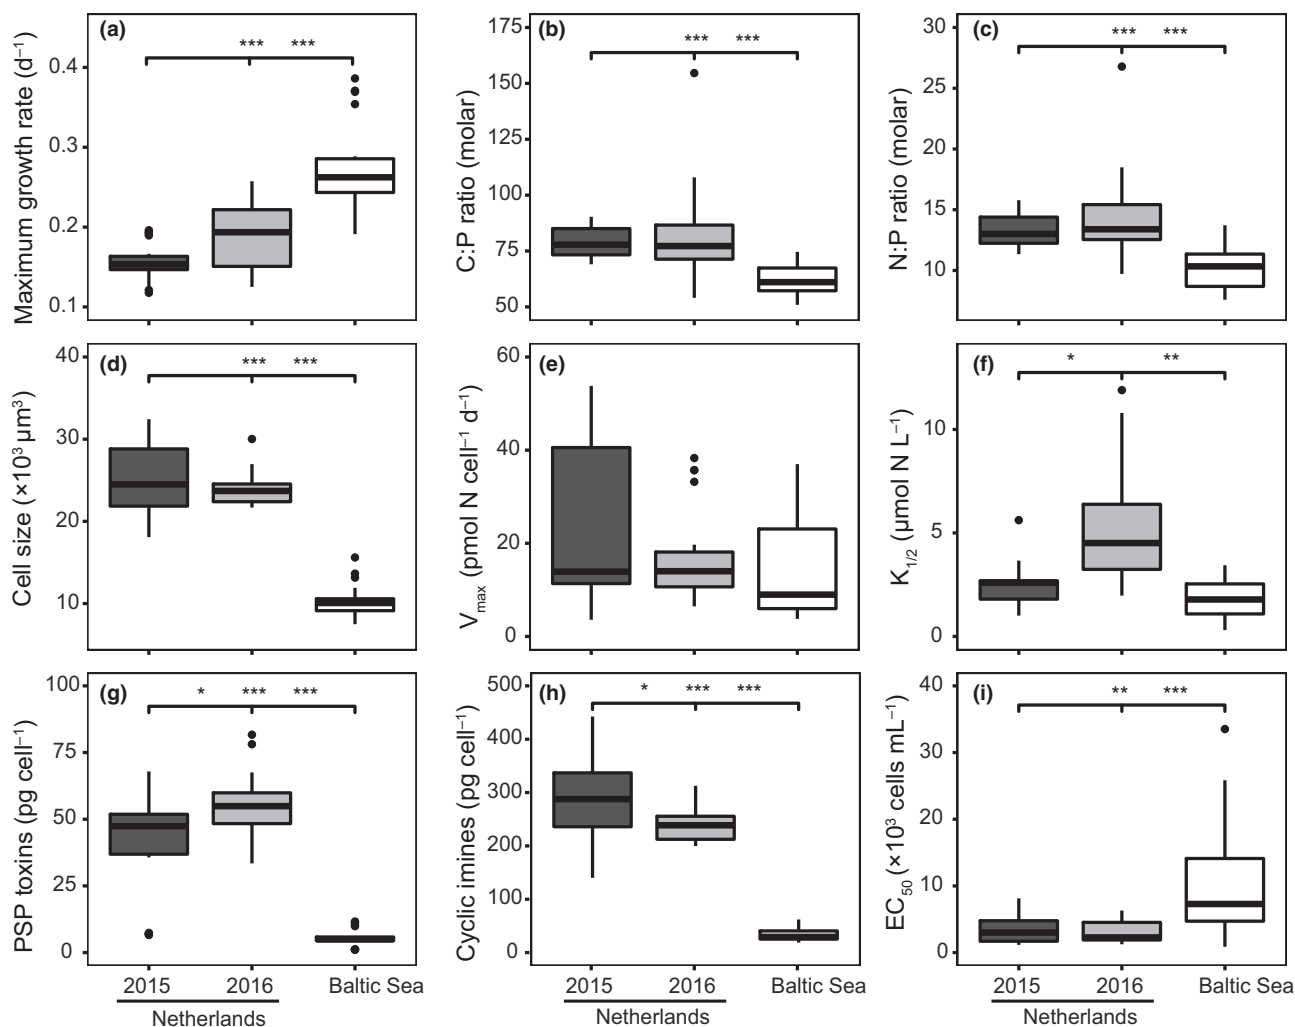 (a) *** ***
Maximum growth rate (d⁻¹)
0.4
0.3
0.2
0.1
(b) *** ***
C:P ratio (molar)
175
150
125
100
75
50
(c) *** ***
N:P ratio (molar)
30
25
20
15
10
(d) *** ***
Cell size (×10³ µm³)
40
30
20
10
(e)
Vmax (pmol N cell⁻¹ d⁻¹)
60
40
20
0
(f) * **
K1/2 (µmol N L⁻¹)
10
5
0
(g) * *** ***
PSP toxins (pg cell⁻¹)
100
75
50
25
0
2015 2016 Baltic Sea
Netherlands
(h) * *** ***
Cyclic imines (pg cell⁻¹)
500
400
300
200
100
0
2015 2016 Baltic Sea
Netherlands
(i) ** ***
EC50 (×10³ cells mL⁻¹)
40
30
20
10
0
2015 2016 Baltic Sea
Netherlands